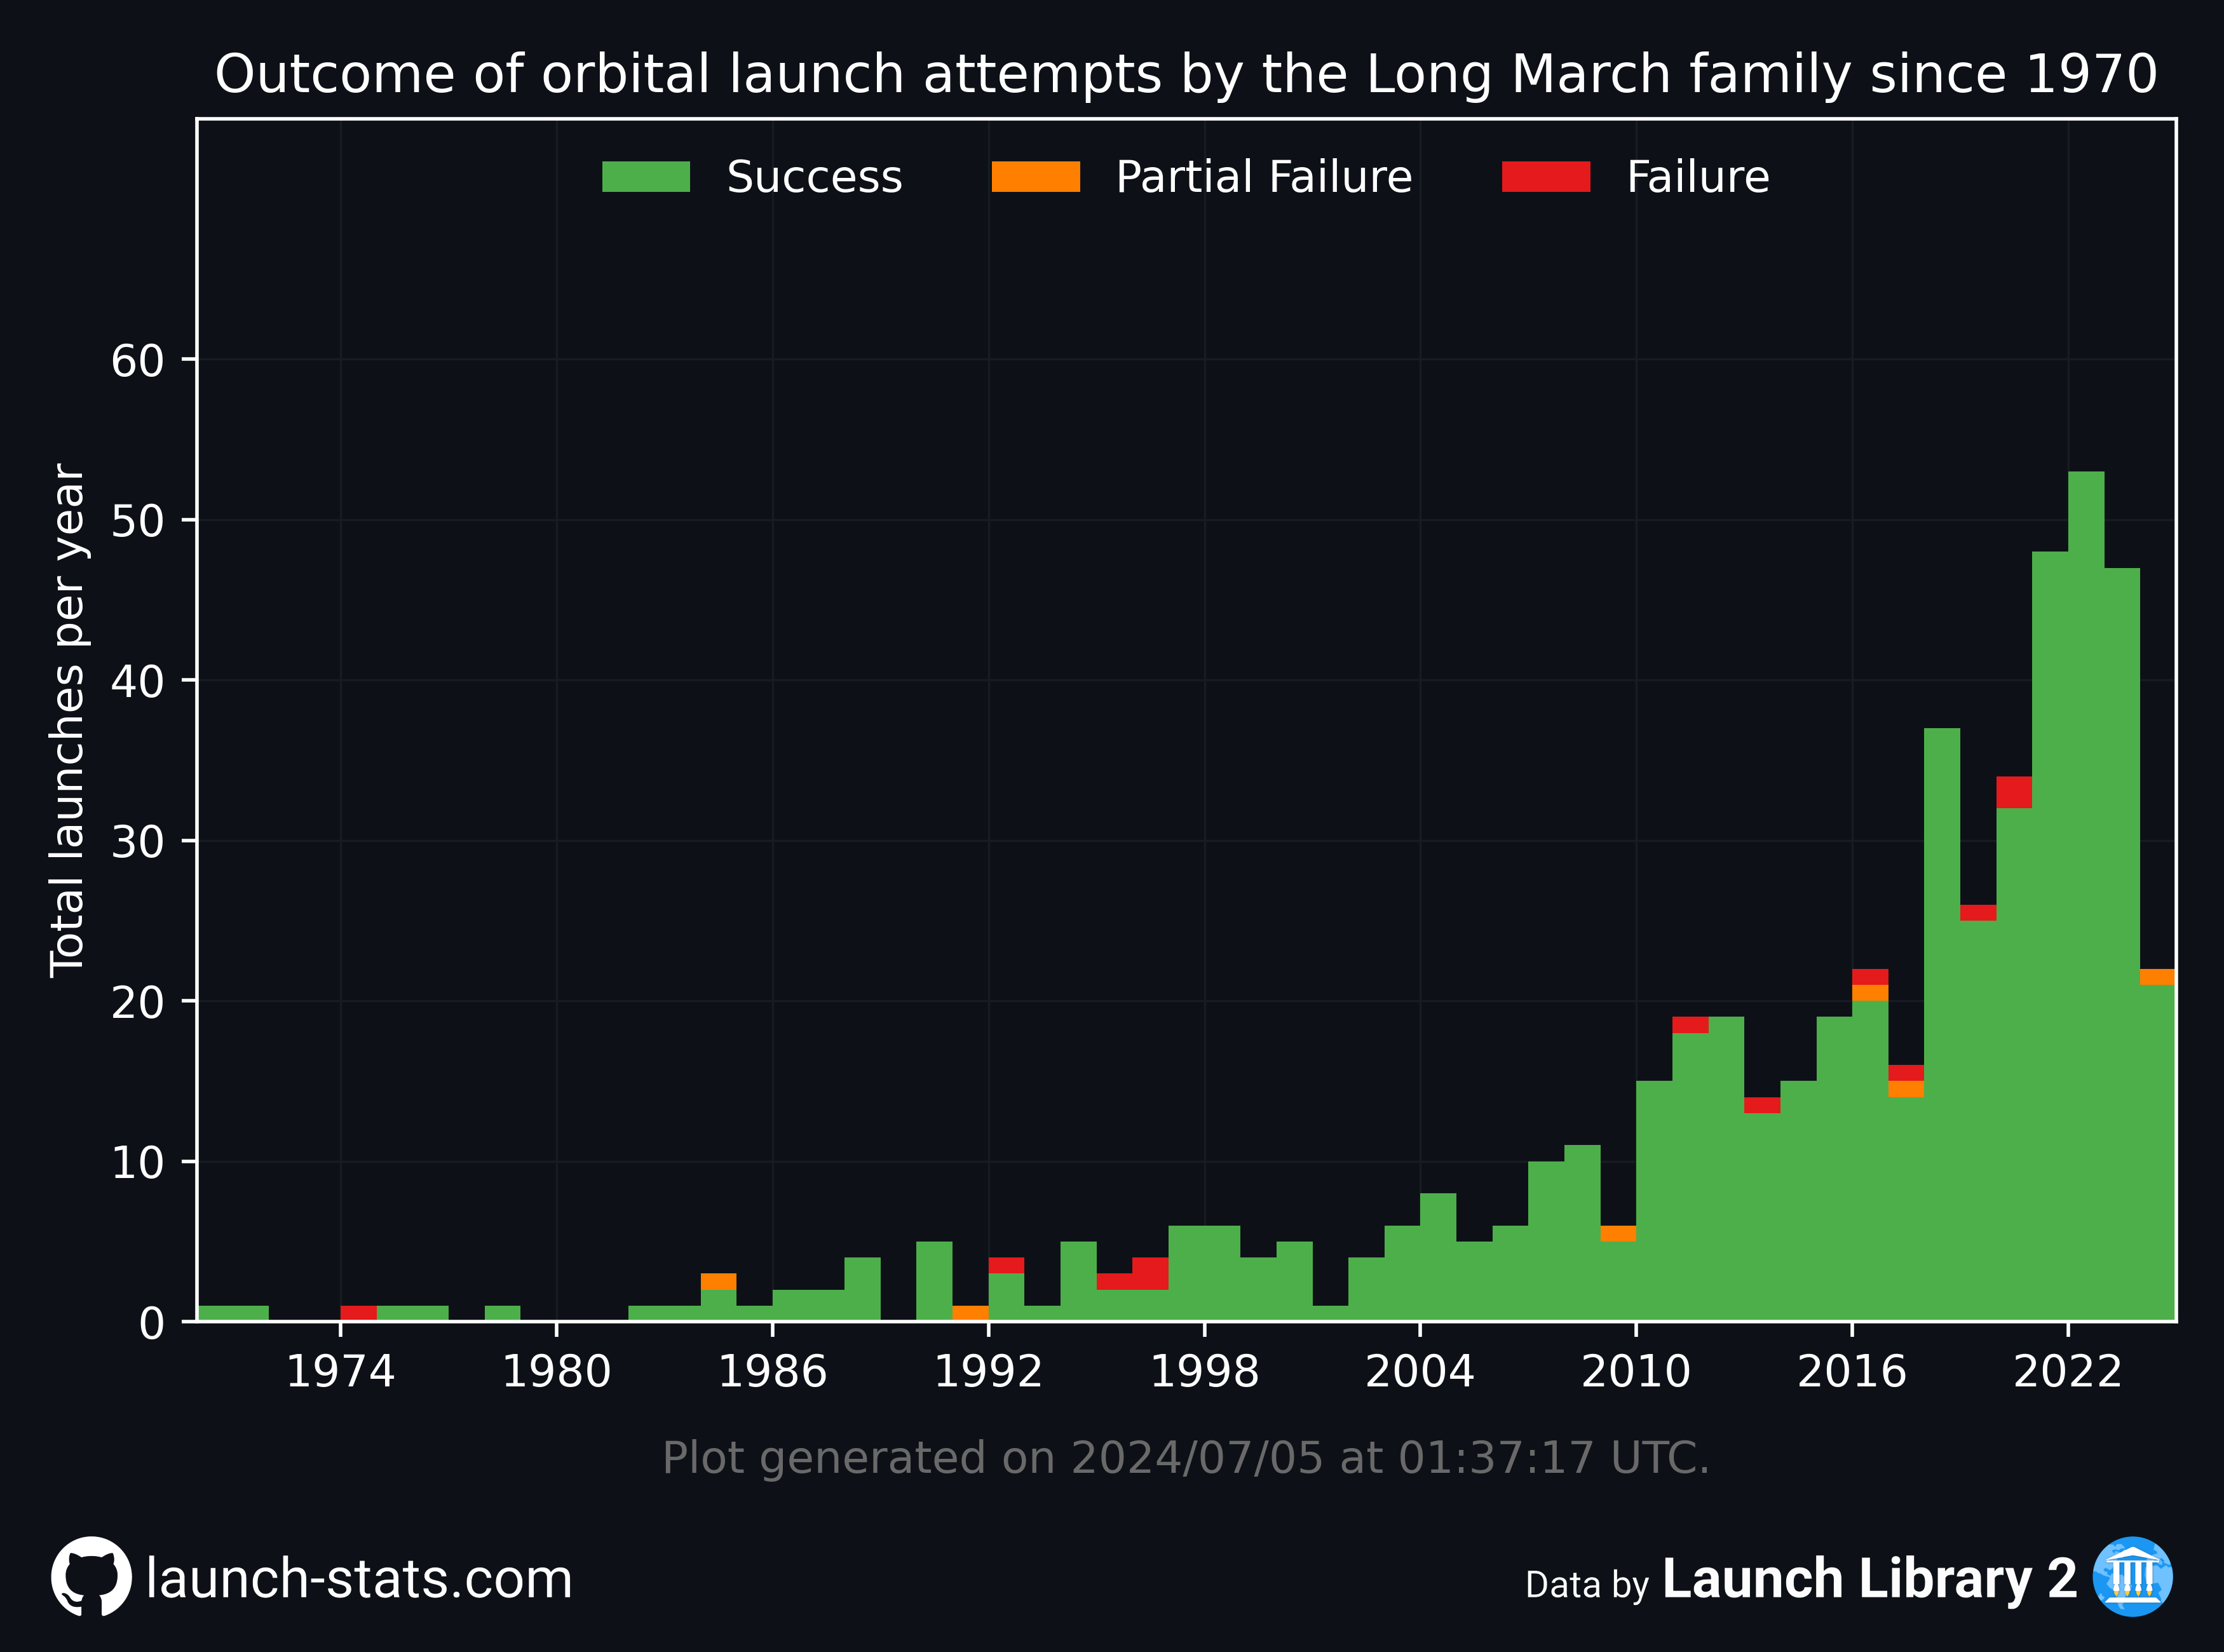 Outcome of orbital launch attempts by the Long March family since 1970
Success Partial Failure Failure
Total launches per year
60
50
40
30
20
10
0
1974 1980 1986 1992 1998 2004 2010 2016 2022
Plot generated on 2024/07/05 at 01:37:17 UTC.
launch-stats.com
Data by Launch Library 2